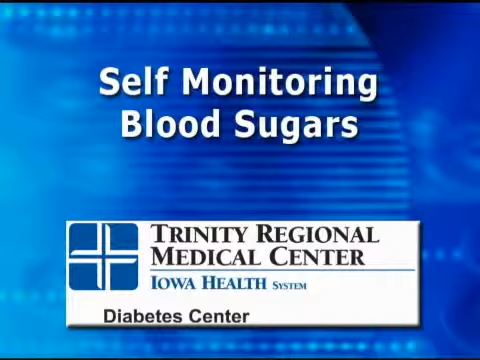 Self Monitoring
Blood Sugars
TRINITY REGIONAL
MEDICAL CENTER
IOWA HEALTH SYSTEM
Diabetes Center